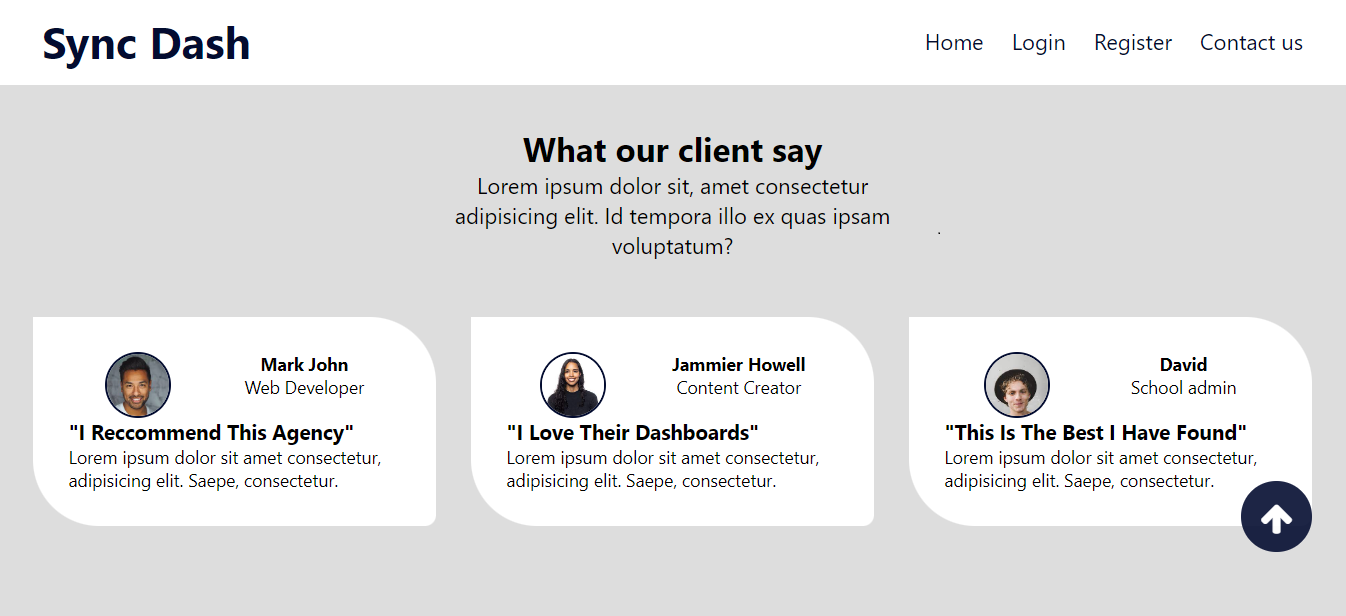 Sync Dash
Home Login Register Contact us
What our client say
Lorem ipsum dolor sit, amet consectetur
adipisicing elit. Id tempora illo ex quas ipsam
voluptatum?
.
Mark John
Web Developer
"I Reccommend This Agency"
Lorem ipsum dolor sit amet consectetur,
adipisicing elit. Saepe, consectetur.
Jammier Howell
Content Creator
"I Love Their Dashboards"
Lorem ipsum dolor sit amet consectetur,
adipisicing elit. Saepe, consectetur.
David
School admin
"This Is The Best I Have Found"
Lorem ipsum dolor sit amet consectetur,
adipisicing elit. Saepe, consectetur.